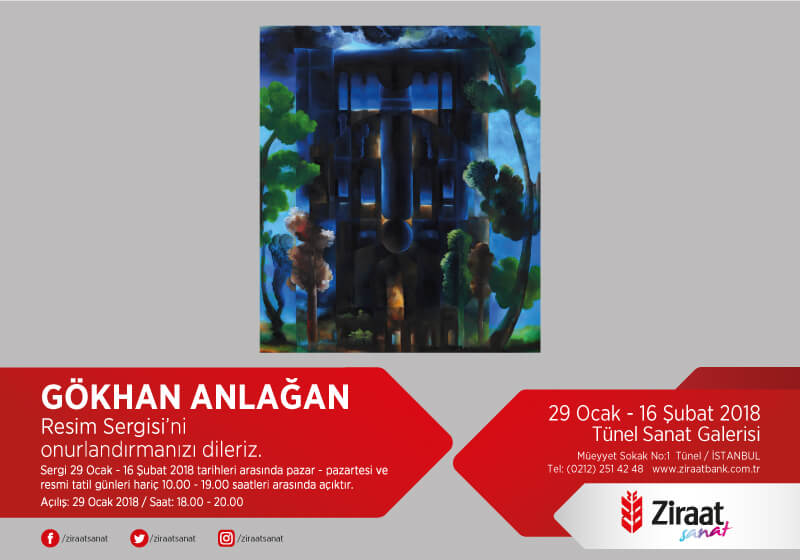 GÖKHAN ANLAĞAN
Resim Sergisi'ni
onurlandırmanızı dileriz.
Sergi 29 Ocak - 16 Şubat 2018 tarihleri arasında pazar - pazartesi ve
resmi tatil günleri hariç 10.00 - 19.00 saatleri arasında açıktır.
Açılış: 29 Ocak 2018 / Saat: 18.00 - 20.00
/ziraatsanat
/ziraatsanat
/ziraatsanat
29 Ocak - 16 Şubat 2018
Tünel Sanat Galerisi
Müeyyet Sokak No:1 Tünel / İSTANBUL
Tel: (0212) 251 42 48 www.ziraatbank.com.tr
Ziraat
sanat